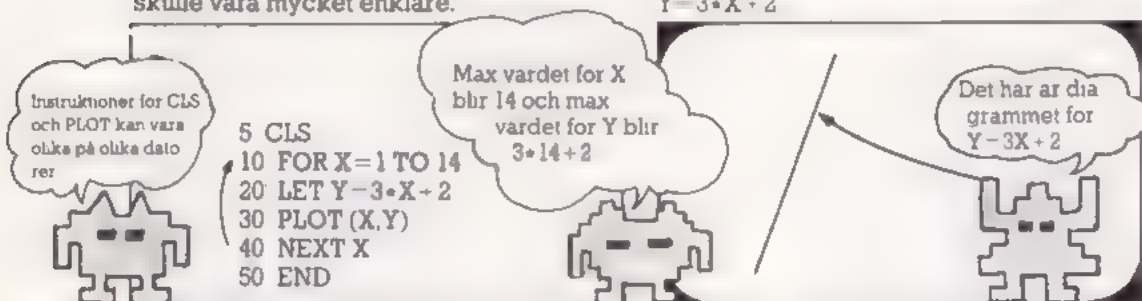 skulle vara mycket enklare.
Y=3*X+2
Instruktioner for CLS
och PLOT kan vara
olika på olika dato
rer
5 CLS
10 FOR X=1 TO 14
20 LET Y=3*X+2
30 PLOT (X,Y)
40 NEXT X
50 END
Max vardet for X
blir 14 och max
vardet for Y blir
3*14+2
Det har ar dia
grammet for
Y=3X+2